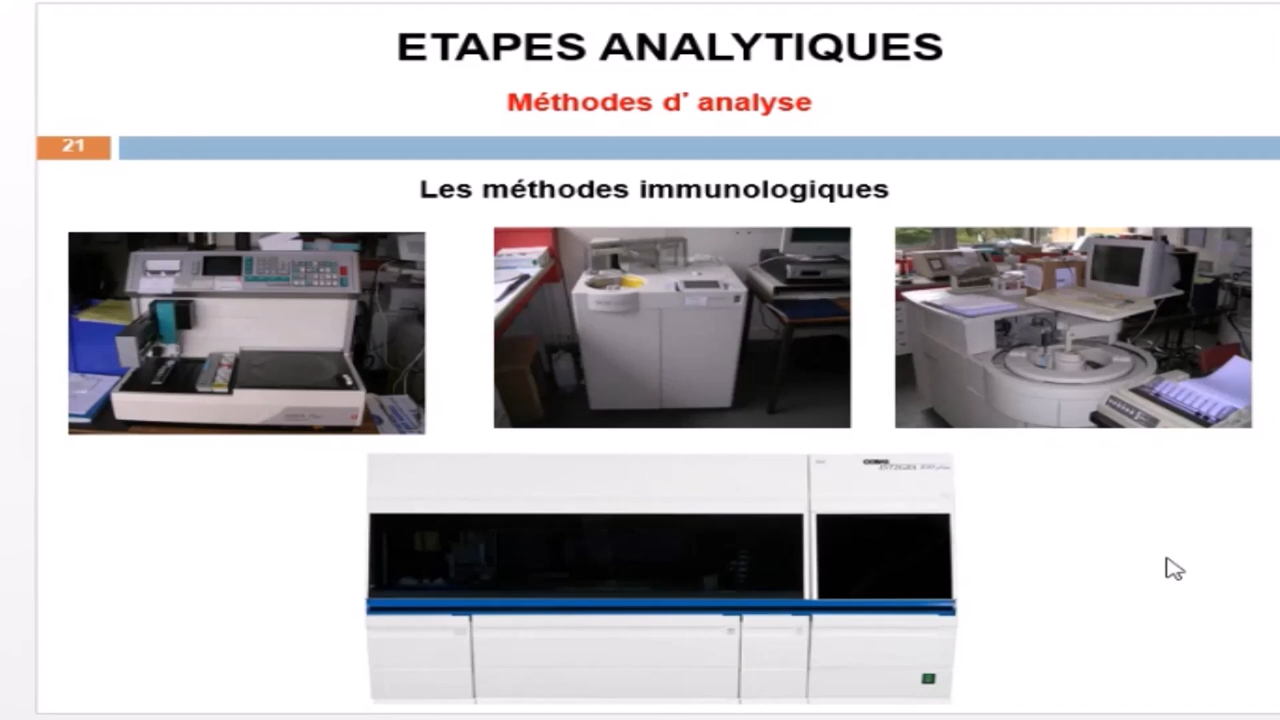 ETAPES ANALYTIQUES
Méthodes d' analyse
21
Les méthodes immunologiques